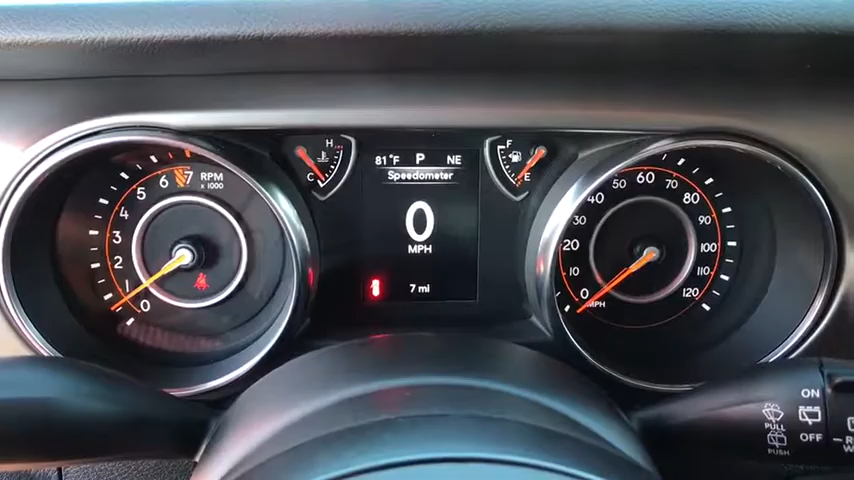 RPM
x 1000
0
1
2
3
4
5
6
7
H
C
81°F P NE
Speedometer
0
MPH
7 mi
F
E
0
10
20
30
40
50
60
70
80
90
100
110
120
MPH
ON
PULL
OFF
PUSH